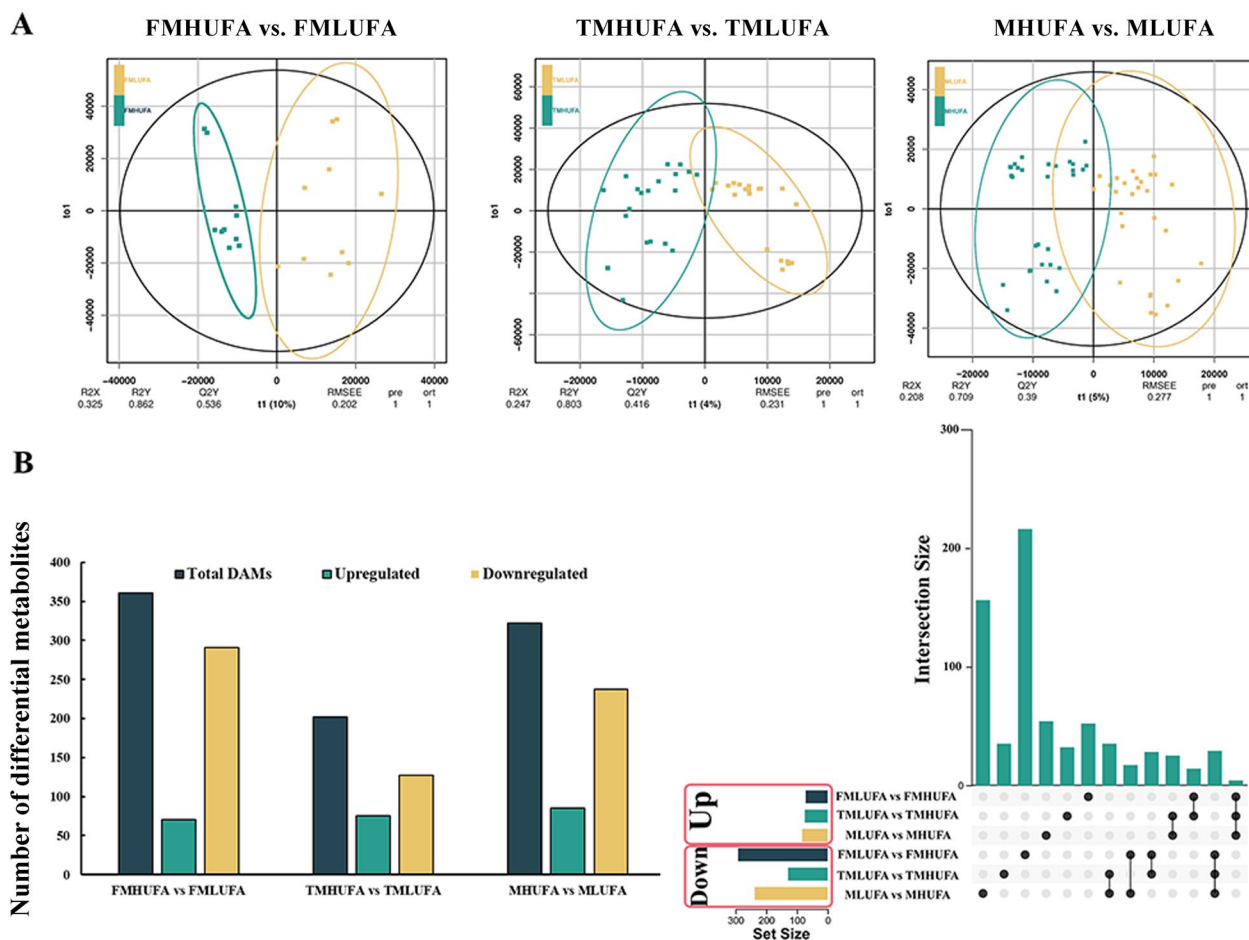 A
FMHUFA vs. FMLUFA
TMHUFA vs. TMLUFA
MHUFA vs. MLUFA
FMLUFA
FMHUFA
to1
40000
20000
0
-20000
-40000
-40000 -20000 0 20000 40000
R2X R2Y Q2Y RMSEE pre ort
0.325 0.862 0.536 t1 (10%) 0.202 1 1
TMLUFA
TMHUFA
to1
60000
40000
20000
0
-20000
-40000
-60000
-20000 -10000 0 10000 20000
R2X R2Y Q2Y RMSEE pre ort
0.247 0.803 0.416 t1 (4%) 0.231 1 1
MLUFA
MHUFA
to1
40000
20000
0
-20000
-40000
-20000 -10000 0 10000 20000
R2X R2Y Q2Y RMSEE pre ort
0.208 0.709 0.39 t1 (5%) 0.277 1 1
B
Number of differential metabolites
400
350
300
250
200
150
100
50
0
Total DAMs Upregulated Downregulated
FMHUFA vs FMLUFA TMHUFA vs TMLUFA MHUFA vs MLUFA
Intersection Size
300
200
100
0
Up
FMLUFA vs FMHUFA
TMLUFA vs TMHUFA
MLUFA vs MHUFA
Down
FMLUFA vs FMHUFA
TMLUFA vs TMHUFA
MLUFA vs MHUFA
300 200 100 0
Set Size